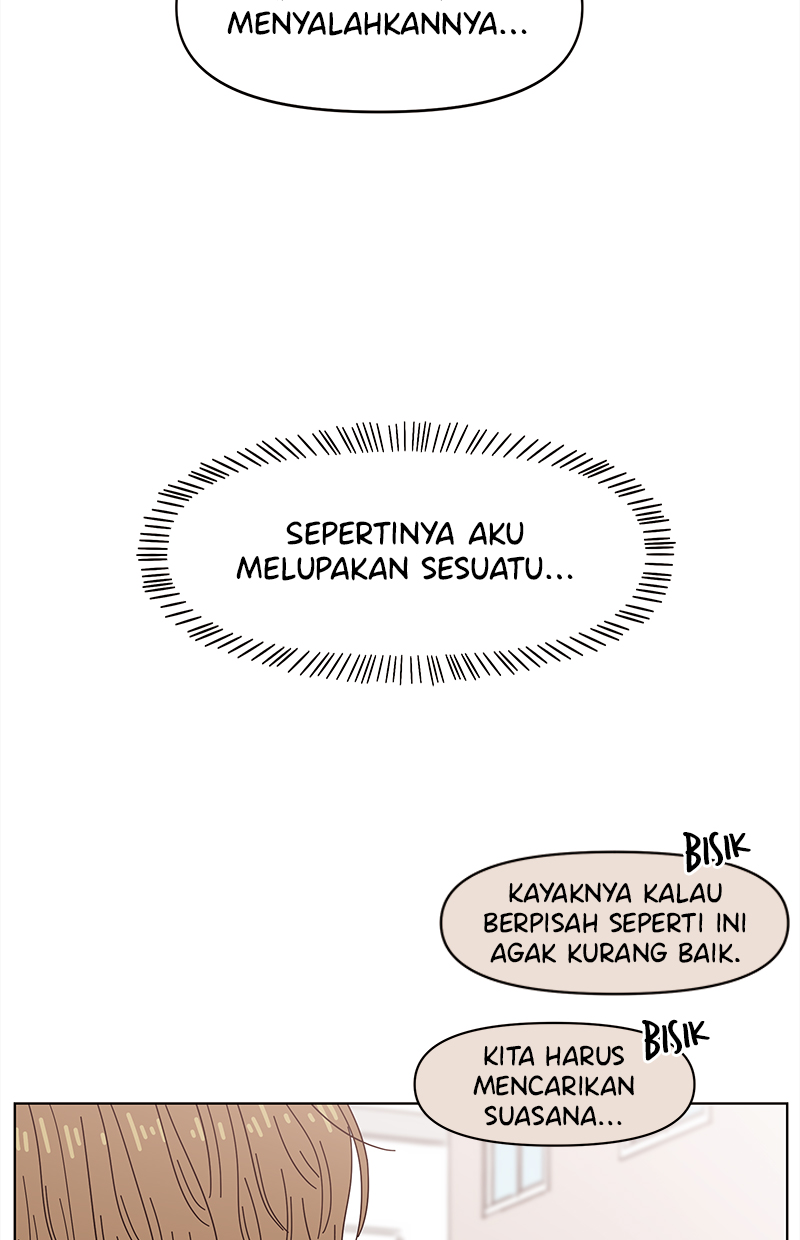 MENYALAHKANNYA...
SEPERTINYA AKU
MELUPAKAN SESUATU...
BISIK
KAYAKNYA KALAU
BERPISAH SEPERTI INI
AGAK KURANG BAIK.
BISIK
KITA HARUS
MENCARIKAN
SUASANA...